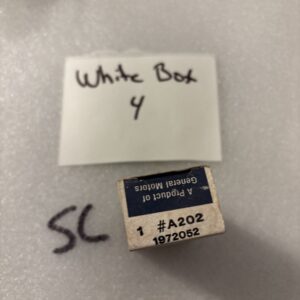 White Box
4
A Product of
General Motors
SC
1 #A202
1972052